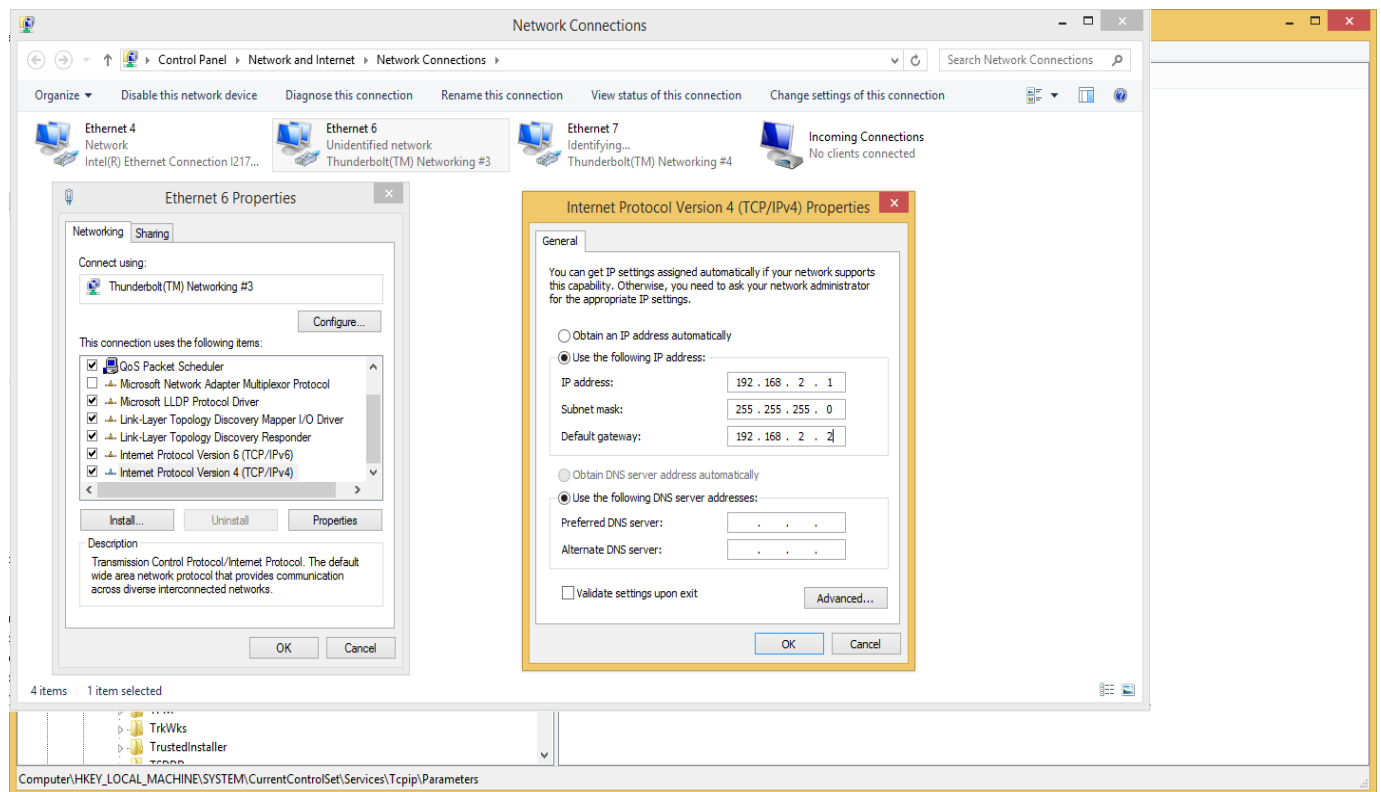 Network Connections
Control Panel Network and Internet Network Connections
Search Network Connections
Organize Disable this network device Diagnose this connection Rename this connection View status of this connection Change settings of this connection
Ethernet 4
Network
Intel(R) Ethernet Connection I217...
Ethernet 6
Unidentified network
Thunderbolt(TM) Networking #3
Ethernet 7
Identifying...
Thunderbolt(TM) Networking #4
Incoming Connections
No clients connected
Ethernet 6 Properties
Networking Sharing
Connect using:
Thunderbolt(TM) Networking #3
Configure...
This connection uses the following items:
QoS Packet Scheduler
Microsoft Network Adapter Multiplexor Protocol
Microsoft LLDP Protocol Driver
Link-Layer Topology Discovery Mapper I/O Driver
Link-Layer Topology Discovery Responder
Internet Protocol Version 6 (TCP/IPv6)
Internet Protocol Version 4 (TCP/IPv4)
Install... Uninstall Properties
Description
Transmission Control Protocol/Internet Protocol. The default
wide area network protocol that provides communication
across diverse interconnected networks.
OK Cancel
Internet Protocol Version 4 (TCP/IPv4) Properties
General
You can get IP settings assigned automatically if your network supports
this capability. Otherwise, you need to ask your network administrator
for the appropriate IP settings.
Obtain an IP address automatically
Use the following IP address:
IP address: 192 . 168 . 2 . 1
Subnet mask: 255 . 255 . 255 . 0
Default gateway: 192 . 168 . 2 . 2
Obtain DNS server address automatically
Use the following DNS server addresses:
Preferred DNS server: . . .
Alternate DNS server: . . .
Validate settings upon exit
Advanced...
OK Cancel
4 items 1 item selected
TrkWks
TrustedInstaller
Computer\HKEY_LOCAL_MACHINE\SYSTEM\CurrentControlSet\Services\Tcpip\Parameters